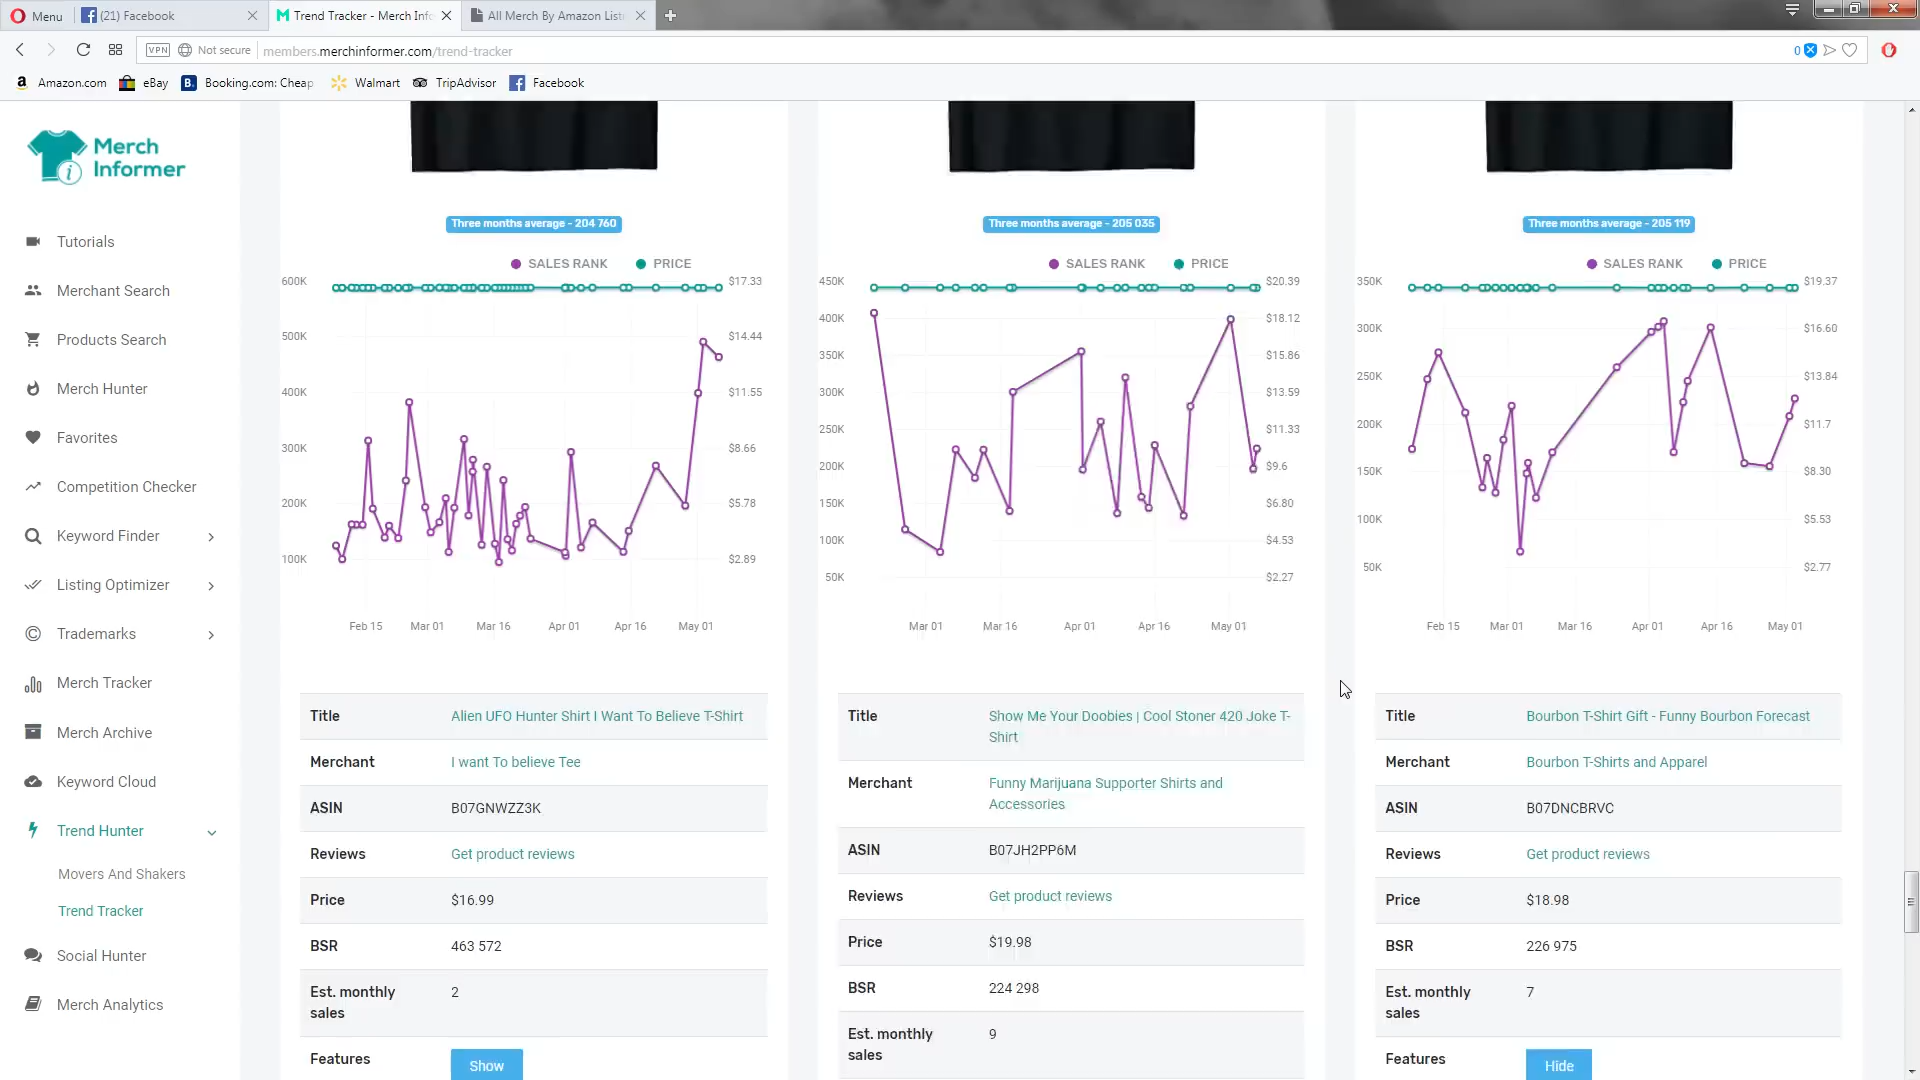 Menu
(21) Facebook
Trend Tracker - Merch Info
All Merch By Amazon Listi
VPN
Not secure
members.merchinformer.com/trend-tracker
0
Amazon.com
eBay
Booking.com: Cheap
Walmart
TripAdvisor
Facebook
Merch
Informer
Tutorials
Merchant Search
Products Search
Merch Hunter
Favorites
Competition Checker
Keyword Finder
Listing Optimizer
Trademarks
Merch Tracker
Merch Archive
Keyword Cloud
Trend Hunter
Movers And Shakers
Trend Tracker
Social Hunter
Merch Analytics
Three months average - 204 760
SALES RANK PRICE
600K $17.33
500K $14.44
400K $11.55
300K $8.66
200K $5.78
100K $2.89
Feb 15 Mar 01 Mar 16 Apr 01 Apr 16 May 01
Title Alien UFO Hunter Shirt I Want To Believe T-Shirt
Merchant I want To believe Tee
ASIN B07GNWZZ3K
Reviews Get product reviews
Price $16.99
BSR 463 572
Est. monthly 2
sales
Features Show
Three months average - 205 035
SALES RANK PRICE
450K $20.39
400K $18.12
350K $15.86
300K $13.59
250K $11.33
200K $9.6
150K $6.80
100K $4.53
50K $2.27
Mar 01 Mar 16 Apr 01 Apr 16 May 01
Title Show Me Your Doobies | Cool Stoner 420 Joke T-
Shirt
Merchant Funny Marijuana Supporter Shirts and
Accessories
ASIN B07JH2PP6M
Reviews Get product reviews
Price $19.98
BSR 224 298
Est. monthly 9
sales
Three months average - 205 119
SALES RANK PRICE
350K $19.37
300K $16.60
250K $13.84
200K $11.7
150K $8.30
100K $5.53
50K $2.77
Feb 15 Mar 01 Mar 16 Apr 01 Apr 16 May 01
Title Bourbon T-Shirt Gift - Funny Bourbon Forecast
Merchant Bourbon T-Shirts and Apparel
ASIN B07DNCBRVC
Reviews Get product reviews
Price $18.98
BSR 226 975
Est. monthly 7
sales
Features Hide